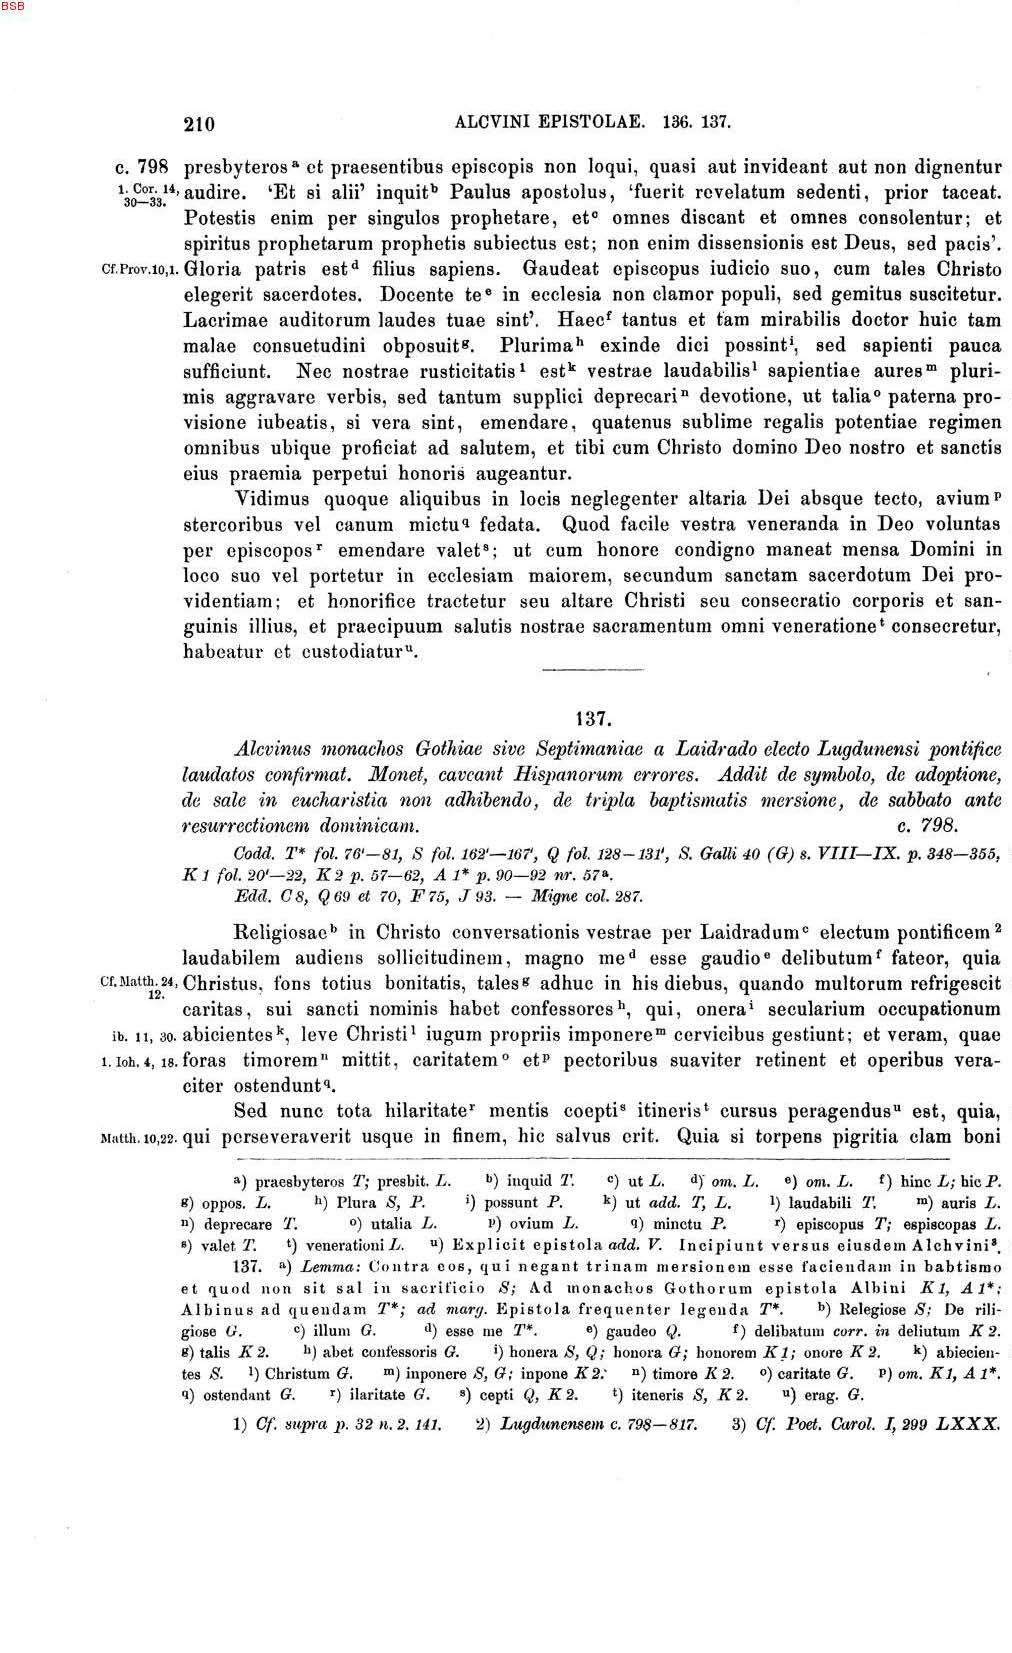 BSB
210 ALCVINI EPISTOLAE. 136. 137.
c. 798 presbyteros a et praesentibus episcopis non loqui, quasi aut invideant aut non dignentur
1. Cor. 14, 30—33. audire. ‘Et si alii’ inquit b Paulus apostolus, ‘fuerit revelatum sedenti, prior taceat.
Potestis enim per singulos prophetare, et c omnes discant et omnes consolentur; et
spiritus prophetarum prophetis subiectus est; non enim dissensionis est Deus, sed pacis’.
Cf. Prov. 10,1. Gloria patris est d filius sapiens. Gaudeat episcopus iudicio suo, cum tales Christo
elegerit sacerdotes. Docente te e in ecclesia non clamor populi, sed gemitus suscitetur.
Lacrimae auditorum laudes tuae sint’. Haec f tantus et tam mirabilis doctor huic tam
malae consuetudini obposuit g. Plurima h exinde dici possint i, sed sapienti pauca
sufficiunt. Nec nostrae rusticitatis 1 est k vestrae laudabilis l sapientiae aures m pluri-
mis aggravare verbis, sed tantum supplici deprecari n devotione, ut talia o paterna pro-
visione iubeatis, si vera sint, emendare, quatenus sublime regalis potentiae regimen
omnibus ubique proficiat ad salutem, et tibi cum Christo domino Deo nostro et sanctis
eius praemia perpetui honoris augeantur.
Vidimus quoque aliquibus in locis neglegenter altaria Dei absque tecto, avium p
stercoribus vel canum mictu q fedata. Quod facile vestra veneranda in Deo voluntas
per episcopos r emendare valet s; ut cum honore condigno maneat mensa Domini in
loco suo vel portetur in ecclesiam maiorem, secundum sanctam sacerdotum Dei pro-
videntiam; et honorifice tractetur seu altare Christi seu consecratio corporis et san-
guinis illius, et praecipuum salutis nostrae sacramentum omni veneratione t consecretur,
habeatur et custodiatur u.
137.
Alcvinus monachos Gothiae sive Septimaniae a Laidrado electo Lugdunensi pontifice
laudatos confirmat. Monet, caveant Hispanorum errores. Addit de symbolo, de adoptione,
de sale in eucharistia non adhibendo, de tripla baptismatis mersione, de sabbato ante
resurrectionem dominicam. c. 798.
Codd. T* fol. 76'—81, S fol. 162'—167', Q fol. 128—131', S. Galli 40 (G) s. VIII—IX. p. 348—355,
K 1 fol. 20'—22, K 2 p. 57—62, A 1* p. 90—92 nr. 57 a.
Edd. C 8, Q 69 et 70, F 75, J 93. — Migne col. 287.
Religiosae b in Christo conversationis vestrae per Laidradum c electum pontificem 2
laudabilem audiens sollicitudinem, magno me d esse gaudio e delibutum f fateor, quia
Cf. Matth. 24, 12. Christus, fons totius bonitatis, tales g adhuc in his diebus, quando multorum refrigescit
caritas, sui sancti nominis habet confessores h, qui, onera i secularium occupationum
ib. 11, 30. abicientes k, leve Christi l iugum propriis imponere m cervicibus gestiunt; et veram, quae
1. Ioh. 4, 18. foras timorem n mittit, caritatem o et p pectoribus suaviter retinent et operibus vera-
citer ostendunt q.
Sed nunc tota hilaritate r mentis coepti s itineris t cursus peragendus u est, quia,
Matth. 10,22. qui perseveraverit usque in finem, hic salvus erit. Quia si torpens pigritia clam boni
a) praesbyteros T; presbit. L. b) inquid T. c) ut L. d) om. L. e) om. L. f) hinc L; hic P.
g) oppos. L. h) Plura S, P. i) possunt P. k) ut add. T, L. l) laudabili T. m) auris L.
n) deprecare T. o) utalia L. p) ovium L. q) minctu P. r) episcopus T; espiscopas L.
s) valet T. t) venerationi L. u) Explicit epistola add. V. Incipiunt versus eiusdem Alchvini 3.
137. a) Lemma: Contra eos, qui negant trinam mersionem esse faciendam in babtismo
et quod non sit sal in sacrificio S; Ad monachos Gothorum epistola Albini K 1, A 1*;
Albinus ad quendam T*; ad marg. Epistola frequenter legenda T*. b) Relegiose S; De rili-
giose G. c) illum G. d) esse me T*. e) gaudeo Q. f) delibatum corr. in deliutum K 2.
g) talis K 2. h) abet confessoris G. i) honera S, Q; honora G; honorem K 1; onore K 2. k) abiecien-
tes S. l) Christum G. m) inponere S, G; inpone K 2. n) timore K 2. o) caritate G. p) om. K 1, A 1*.
q) ostendant G. r) ilaritate G. s) cepti Q, K 2. t) iteneris S, K 2. u) erag. G.
1) Cf. supra p. 32 n. 2. 141. 2) Lugdunensem c. 798—817. 3) Cf. Poet. Carol. I, 299 LXXX.